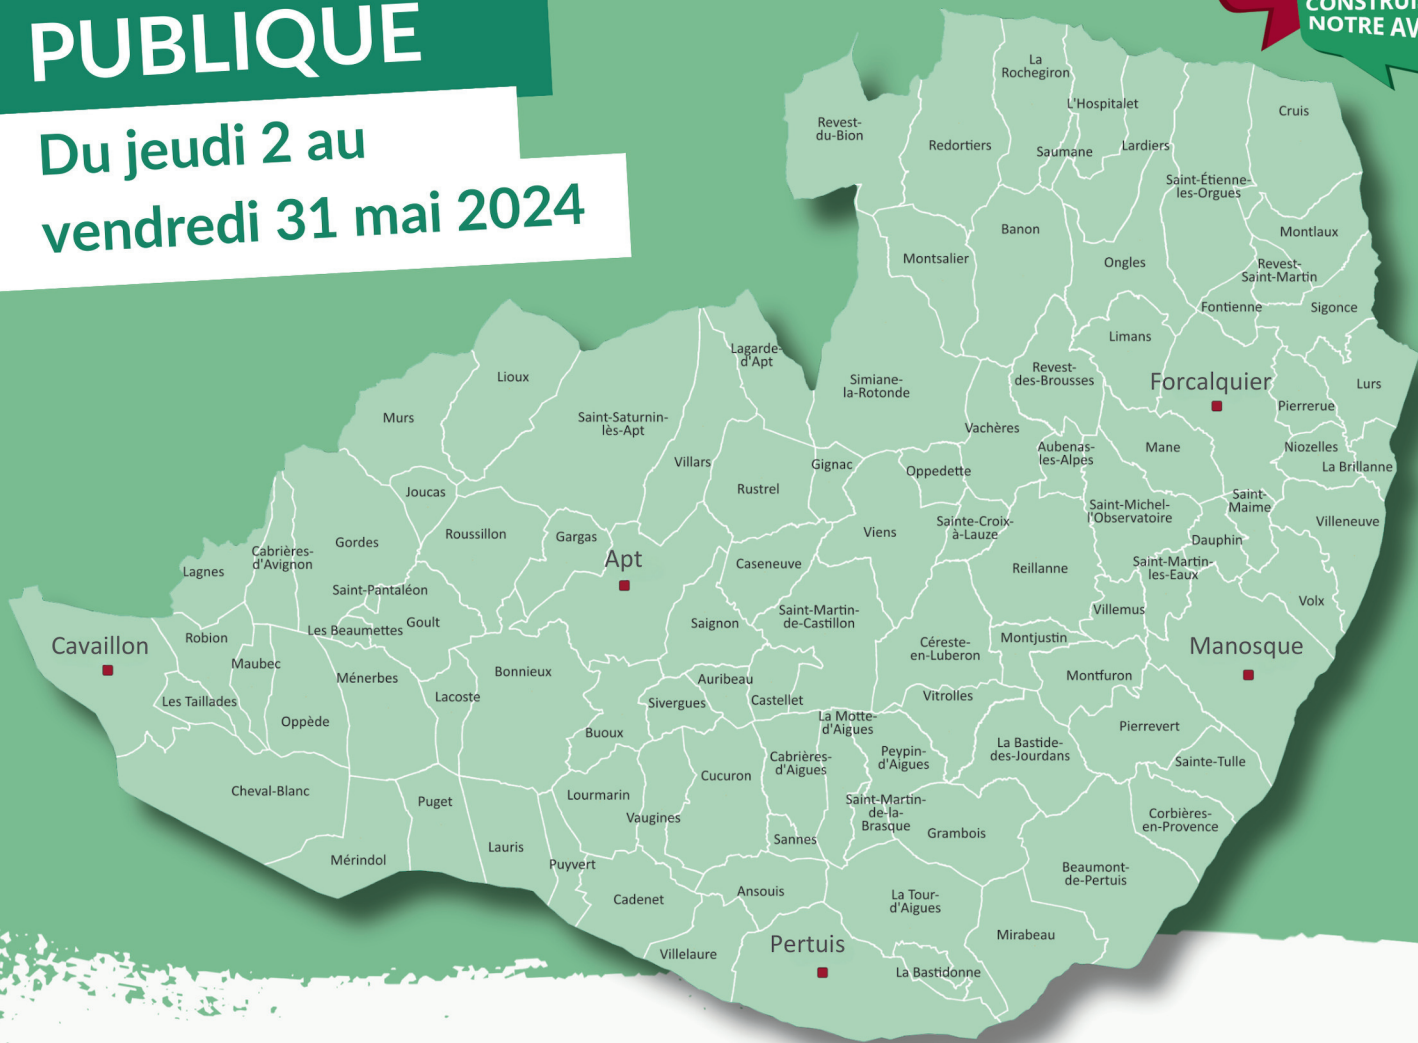 PUBLIQUE
Du jeudi 2 au
vendredi 31 mai 2024
NOTRE
La
Rochegiron
L'Hospitalet
Cruis
Revest-
du-Bion
Redortiers
Saumane
Lardiers
Saint-Étienne-
les-Orgues
Banon
Montlaux
Montsalier
Ongles
Revest-
Saint-Martin
Fontienne
Sigonce
Limans
Lagarde-
d'Apt
Lioux
Simiane-
la-Rotonde
Revest-
des-Brousses
Forcalquier
Lurs
Murs
Saint-Saturnin-
lès-Apt
Pierrerue
Vachères
Villars
Gignac
Oppedette
Aubenas-
les-Alpes
Mane
Niozelles
La Brillanne
Joucas
Rustrel
Saint-Michel-
l'Observatoire
Saint-
Maime
Villeneuve
Gordes
Roussillon
Gargas
Viens
Sainte-Croix-
à-Lauze
Dauphin
Cabrières-
d'Avignon
Lagnes
Apt
Caseneuve
Reillanne
Saint-Martin-
les-Eaux
Saint-Pantaléon
Volx
Villemus
Les Beaumettes
Goult
Saignon
Saint-Martin-
de-Castillon
Cavaillon
Robion
Céreste-
en-Luberon
Montjustin
Manosque
Maubec
Ménerbes
Bonnieux
Montfuron
Les Taillades
Lacoste
Auribeau
Sivergues
Castellet
Vitrolles
Oppède
Buoux
La Motte-
d'Aigues
Pierrevert
Cabrières-
d'Aigues
Peypin-
d'Aigues
La Bastide-
des-Jourdans
Sainte-Tulle
Cheval-Blanc
Puget
Lourmarin
Cucuron
Vaugines
Saint-Martin-
de-la-
Brasque
Corbières-
en-Provence
Grambois
Mérindol
Lauris
Puyvert
Sannes
Beaumont-
de-Pertuis
Cadenet
Ansouis
La Tour-
d'Aigues
Mirabeau
Villelaure
Pertuis
La Bastidonne